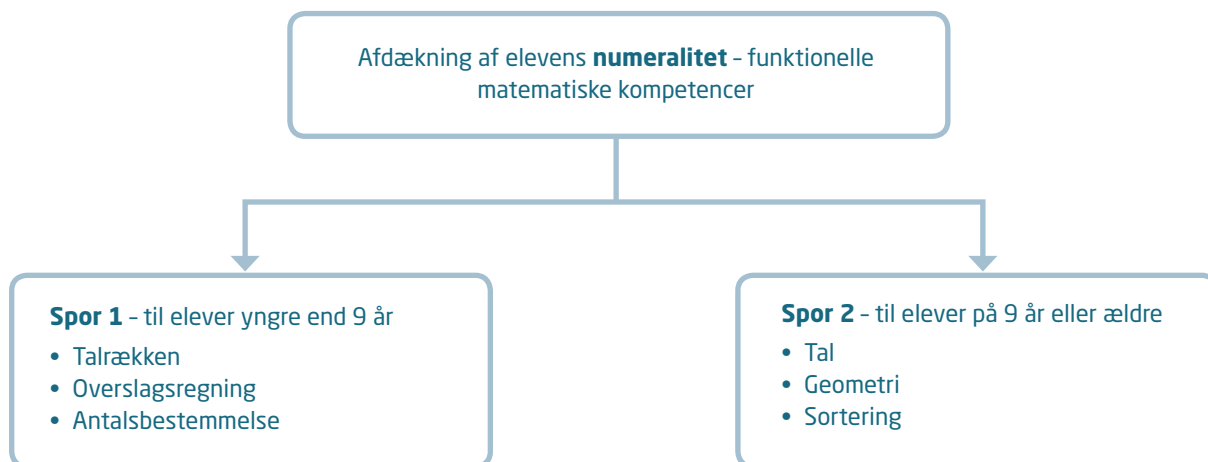 Afdækning af elevens numeralitet – funktionelle
matematiske kompetencer
Spor 1 – til elever yngre end 9 år
• Talrækken
• Overslagsregning
• Antalsbestemmelse
Spor 2 – til elever på 9 år eller ældre
• Tal
• Geometri
• Sortering